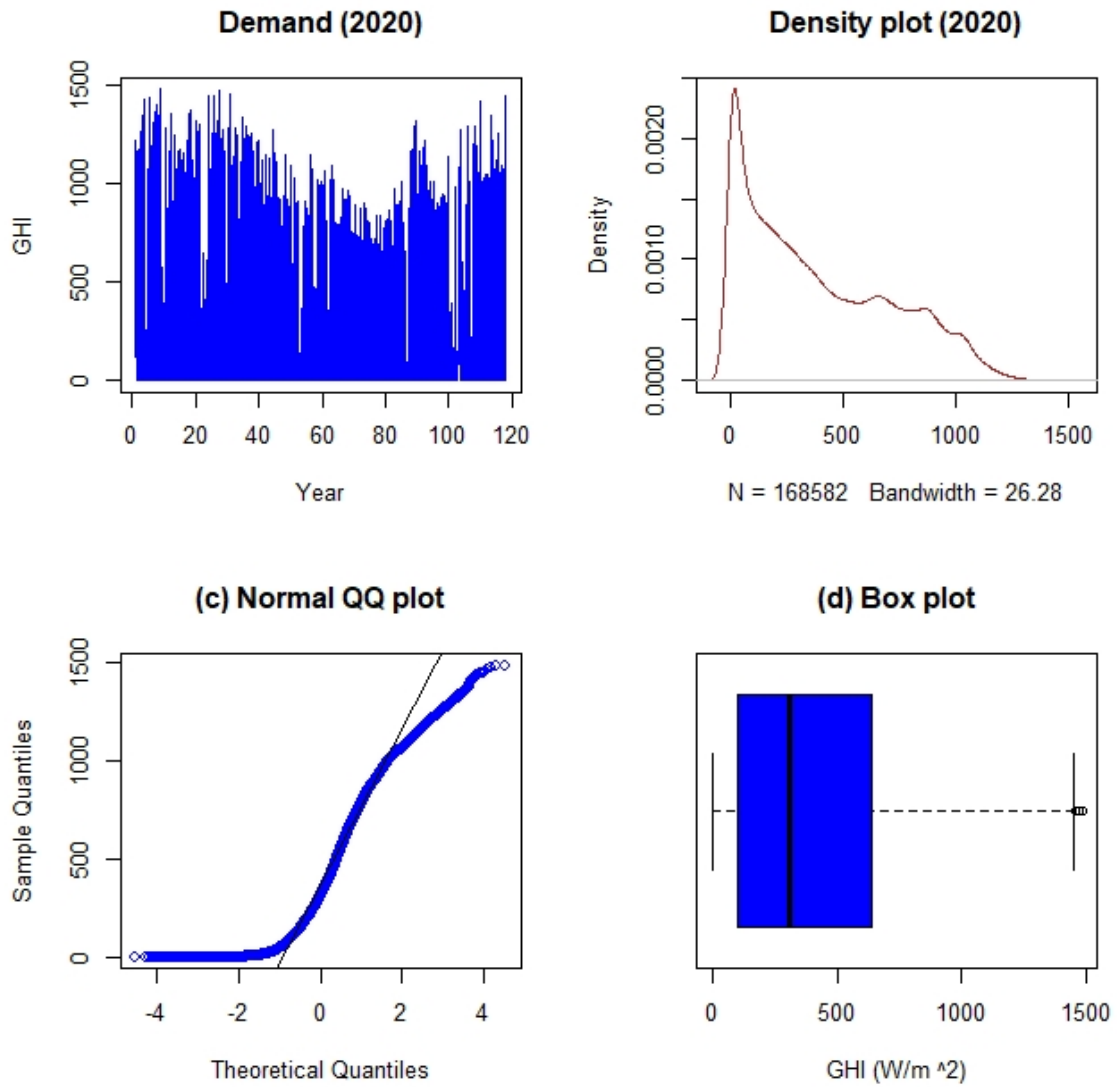 Demand (2020)
GHI
1500
1000
500
0
0 20 40 60 80 100 120
Year
Density plot (2020)
Density
0.0020
0.0010
0.0000
0 500 1000 1500
N = 168582 Bandwidth = 26.28
(c) Normal QQ plot
Sample Quantiles
1500
1000
500
0
-4 -2 0 2 4
Theoretical Quantiles
(d) Box plot
0 500 1000 1500
GHI (W/m ^2)